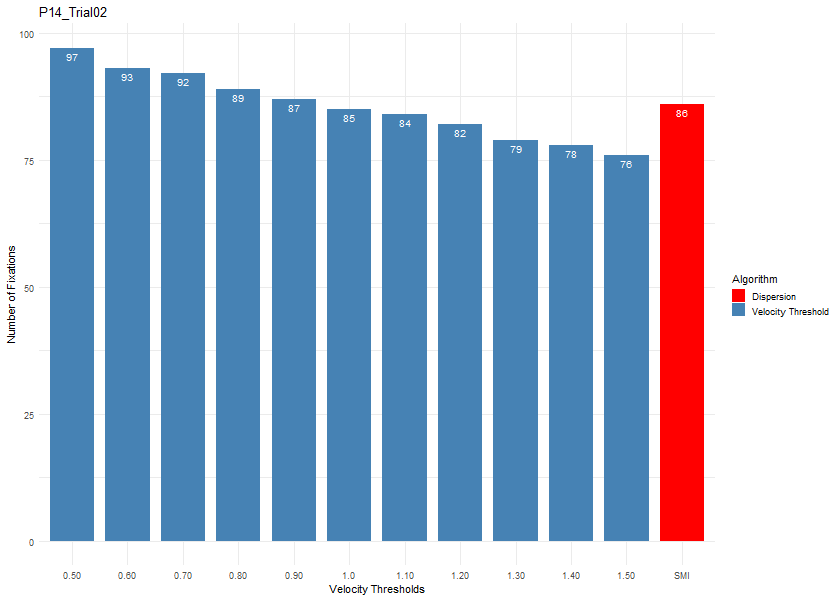 P14_Trial02
100
75
50
25
0
Number of Fixations
97
93
92
89
87
85
84
82
79
78
76
86
0.50 0.60 0.70 0.80 0.90 1.0 1.10 1.20 1.30 1.40 1.50 SMI
Velocity Thresholds
Algorithm
Dispersion
Velocity Threshold